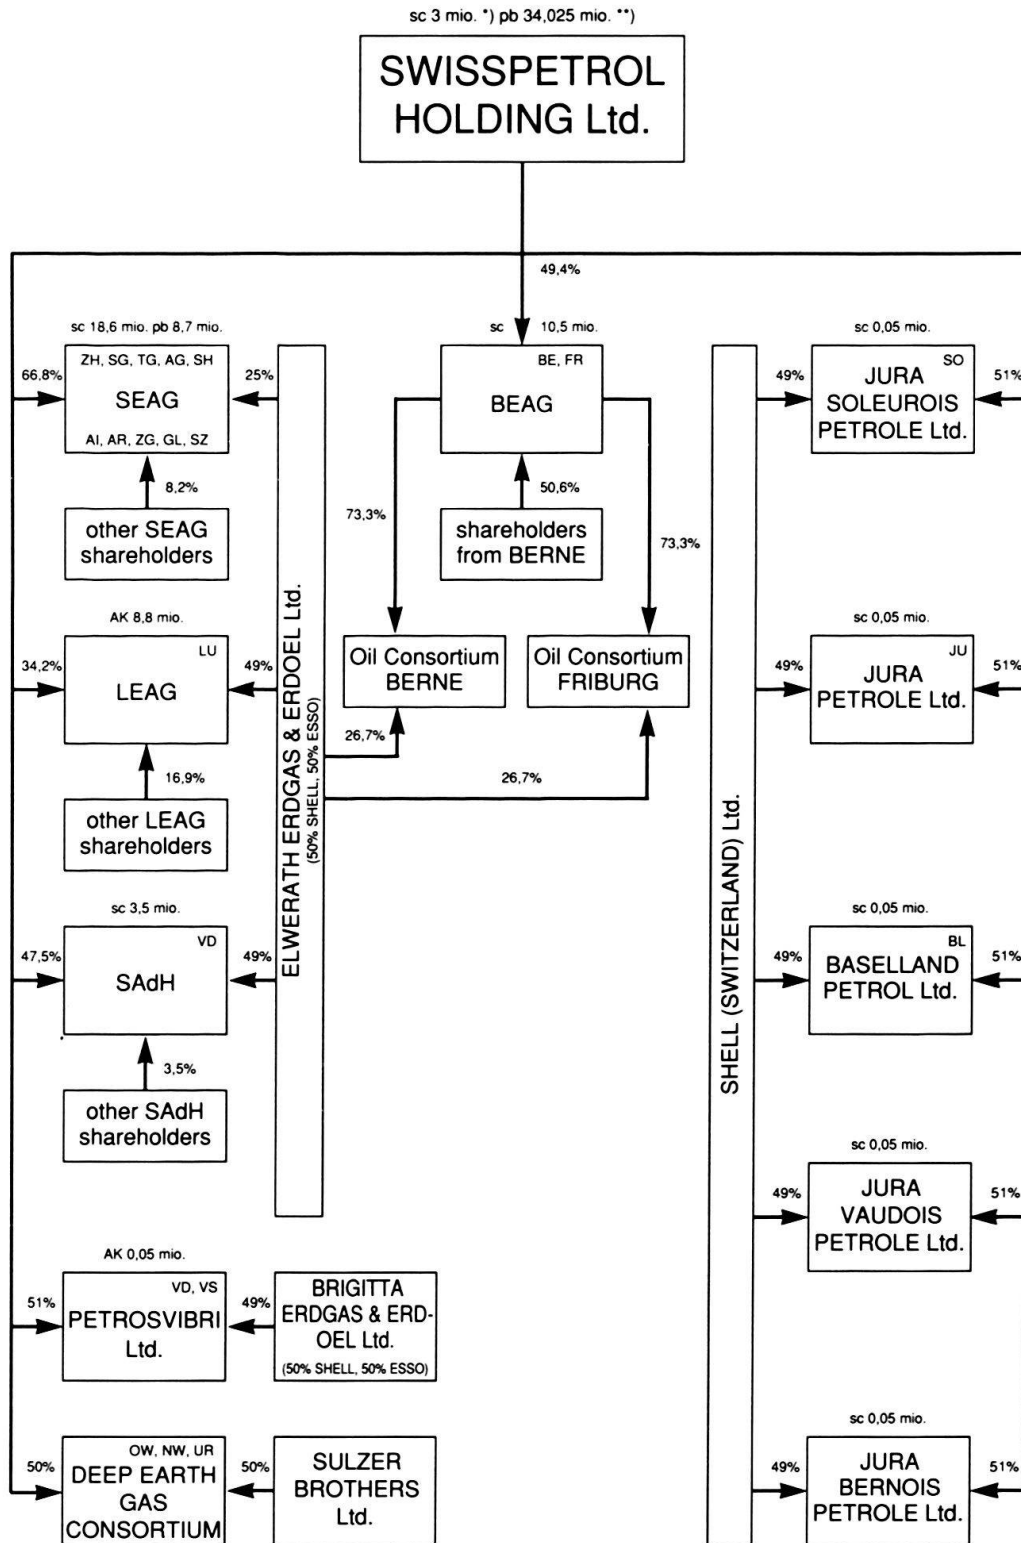 sc 3 mio. *) pb 34,025 mio. **)
SWISSPETROL
HOLDING Ltd.
49,4%
sc 18,6 mio. pb 8,7 mio.
ZH, SG, TG, AG, SH
SEAG
AI, AR, ZG, GL, SZ
66,8%
25%
8,2%
other SEAG
shareholders
AK 8,8 mio.
LU
LEAG
34,2%
49%
16,9%
other LEAG
shareholders
sc 3,5 mio.
VD
SAdH
47,5%
49%
3,5%
other SAdH
shareholders
AK 0,05 mio.
VD, VS
PETROSVIBRI
Ltd.
51%
49%
BRIGITTA
ERDGAS & ERD-
OEL Ltd.
(50% SHELL, 50% ESSO)
OW, NW, UR
DEEP EARTH
GAS
CONSORTIUM
50%
50%
SULZER
BROTHERS
Ltd.
ELWERATH ERDGAS & ERDOEL Ltd.
(50% SHELL, 50% ESSO)
sc 10,5 mio.
BE, FR
BEAG
50,6%
shareholders
from BERNE
73,3%
73,3%
Oil Consortium
BERNE
Oil Consortium
FRIBURG
26,7%
26,7%
SHELL (SWITZERLAND) Ltd.
sc 0,05 mio.
SO
JURA
SOLEUROIS
PETROLE Ltd.
49%
51%
sc 0,05 mio.
JU
JURA
PETROLE Ltd.
49%
51%
sc 0,05 mio.
BL
BASELLAND
PETROL Ltd.
49%
51%
sc 0,05 mio.
JURA
VAUDOIS
PETROLE Ltd.
49%
51%
sc 0,05 mio.
JURA
BERNOIS
PETROLE Ltd.
49%
51%